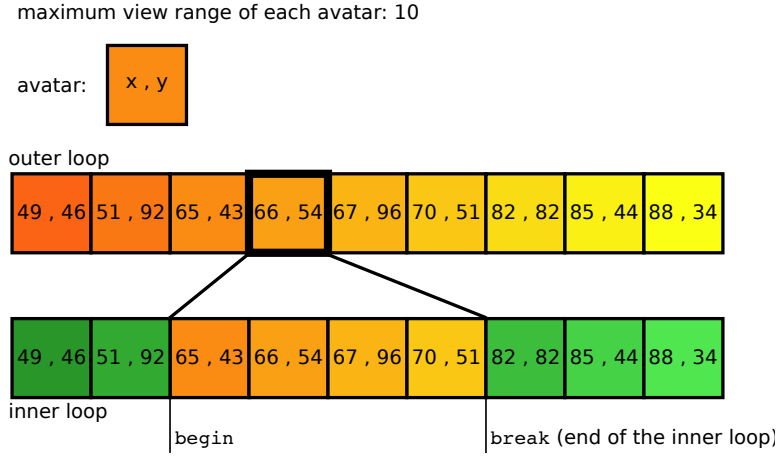 maximum view range of each avatar: 10
avatar:
x , y
outer loop
49 , 46 51 , 92 65 , 43 66 , 54 67 , 96 70 , 51 82 , 82 85 , 44 88 , 34
49 , 46 51 , 92 65 , 43 66 , 54 67 , 96 70 , 51 82 , 82 85 , 44 88 , 34
inner loop
begin
break (end of the inner loop)